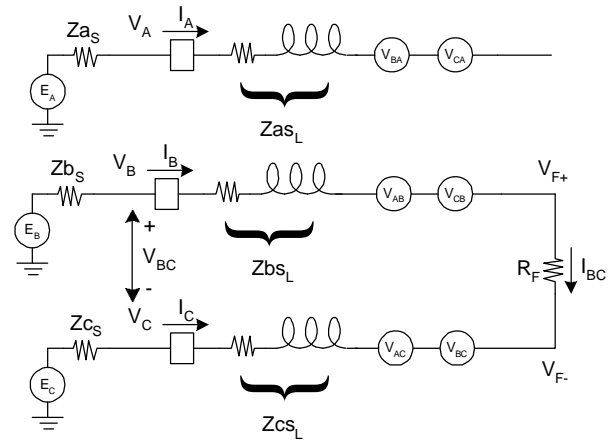 Za_S
V_A
I_A
E_A
V_BA
V_CA
Zas_L
Zb_S
V_B
I_B
E_B
V_AB
V_CB
V_F+
+
V_BC
-
Zbs_L
R_F
I_BC
Zc_S
V_C
I_C
E_C
V_AC
V_BC
V_F-
Zcs_L